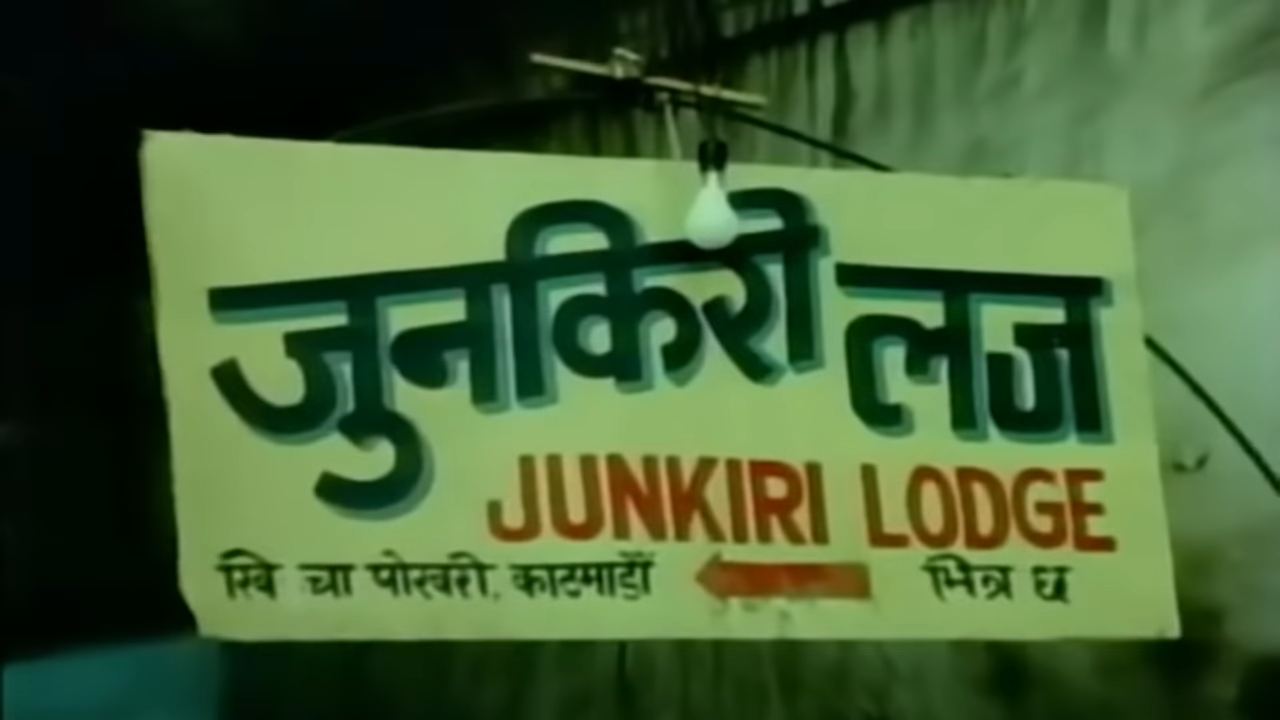 जुनकिरी लज
JUNKIRI LODGE
खि चा पोखरी, काठमाडौं भित्र छ